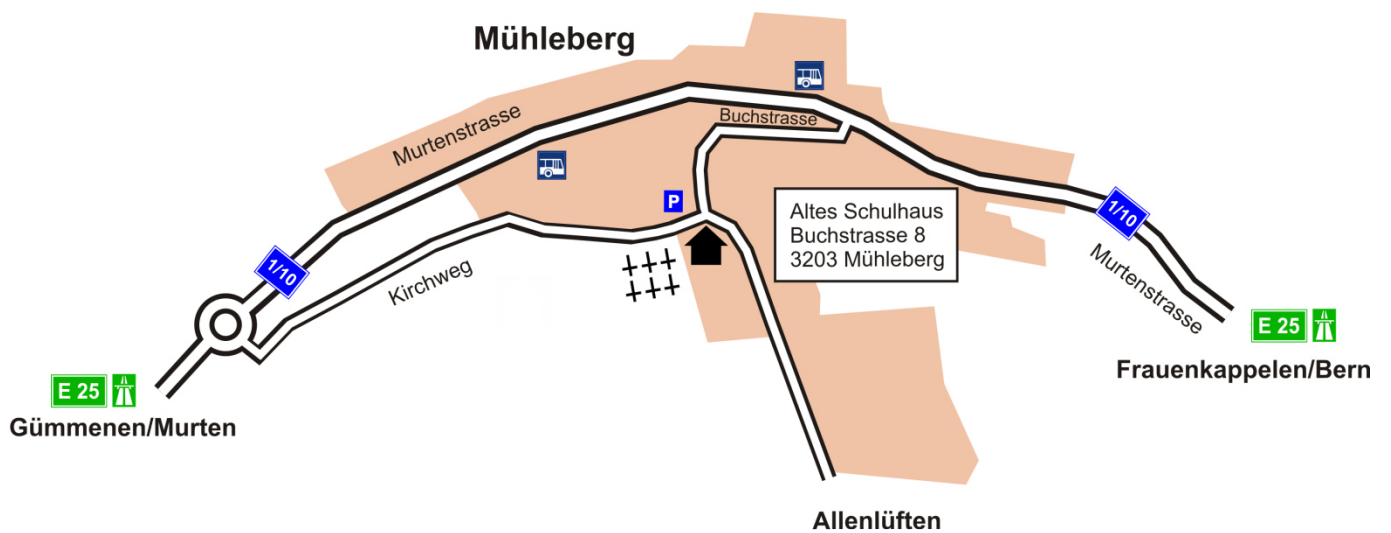 Mühleberg
Murtenstrasse
Buchstrasse
P
Altes Schulhaus
Buchstrasse 8
3203 Mühleberg
1/10
Murtenstrasse
1/10
Kirchweg
E 25
Frauenkappelen/Bern
E 25
Gümmenen/Murten
Allenlüften